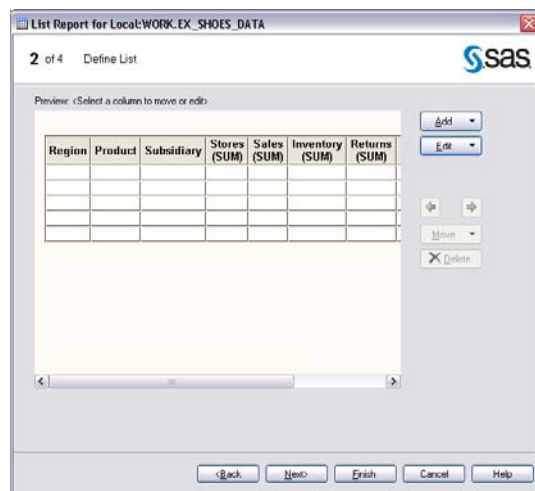 List Report for Local:WORK.EX_SHOES_DATA
2 of 4 Define List
sas
Preview: <Select a column to move or edit>
Add
Edit
Region Product Subsidiary Stores (SUM) Sales (SUM) Inventory (SUM) Returns (SUM)
Move
Delete
<Back Next> Finish Cancel Help